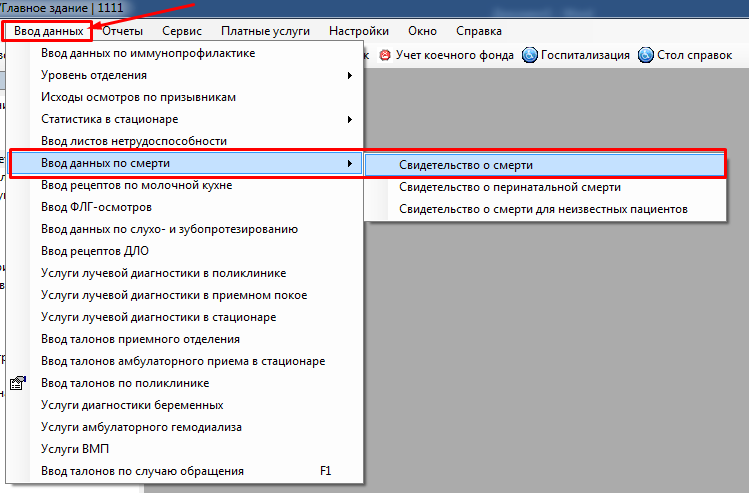 /Главное здание | 1111
Ввод данных Отчеты Сервис Платные услуги Настройки Окно Справка
Учет коечного фонда Госпитализация Стол справок
Ввод данных по иммунопрофилактике
Уровень отделения
Исходы осмотров по призывникам
Статистика в стационаре
Ввод листов нетрудоспособности
Ввод данных по смерти
Свидетельство о смерти
Ввод рецептов по молочной кухне
Свидетельство о перинатальной смерти
Ввод ФЛГ-осмотров
Свидетельство о смерти для неизвестных пациентов
Ввод данных по слухо- и зубопротезированию
Ввод рецептов ДЛО
Услуги лучевой диагностики в поликлинике
Услуги лучевой диагностики в приемном покое
Услуги лучевой диагностики в стационаре
Ввод талонов приемного отделения
Ввод талонов амбулаторного приема в стационаре
Ввод талонов по поликлинике
Услуги диагностики беременных
Услуги амбулаторного гемодиализа
Услуги ВМП
Ввод талонов по случаю обращения F1